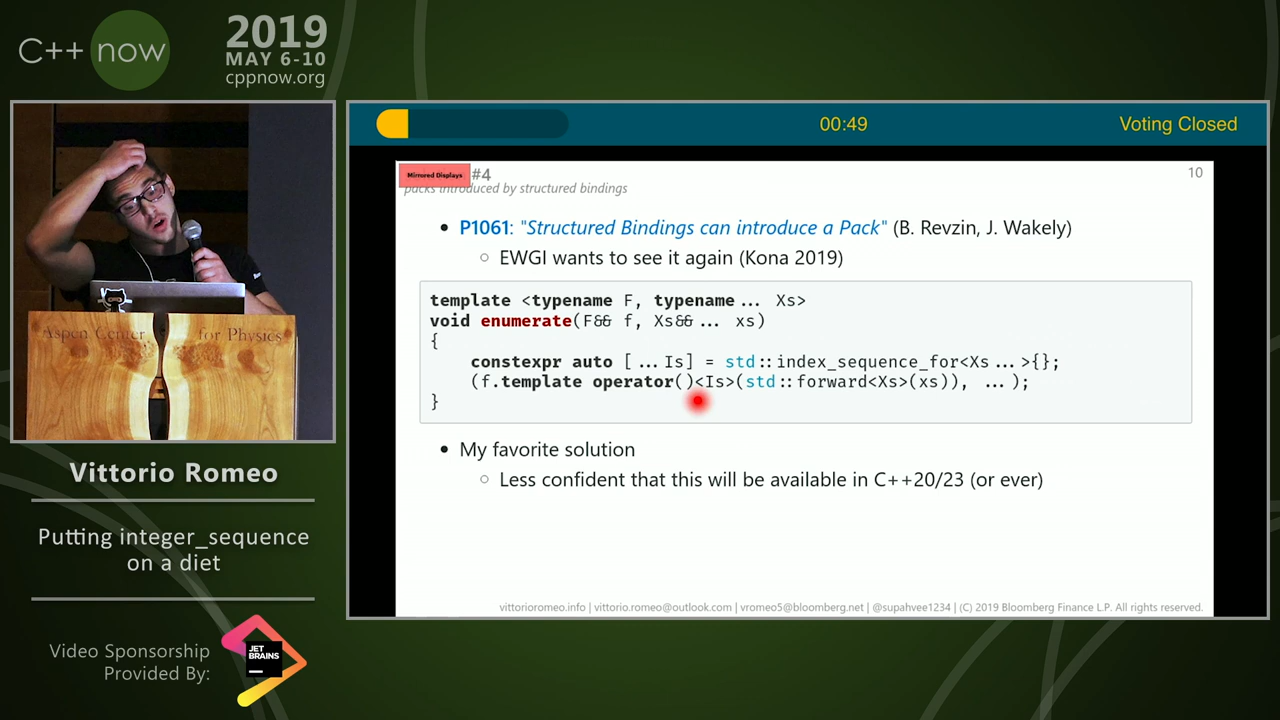 C++ now
2019
MAY 6-10
cppnow.org
00:49
Voting Closed
Mirrored Displays
#4
10
packs introduced by structured bindings
• P1061: "Structured Bindings can introduce a Pack" (B. Revzin, J. Wakely)
○ EWGI wants to see it again (Kona 2019)
template <typename F, typename... Xs>
void enumerate(F&& f, Xs&&... xs)
{
constexpr auto [...Is] = std::index_sequence_for<Xs...>{};
(f.template operator()<Is>(std::forward<Xs>(xs)), ...);
}
• My favorite solution
○ Less confident that this will be available in C++20/23 (or ever)
vittorioromeo.info | vittorio.romeo@outlook.com | vromeo5@bloomberg.net | @supahvee1234 | (C) 2019 Bloomberg Finance L.P. All rights reserved.
Aspen Center for Physics
Vittorio Romeo
Putting integer_sequence
on a diet
Video Sponsorship
Provided By:
JET
BRAINS